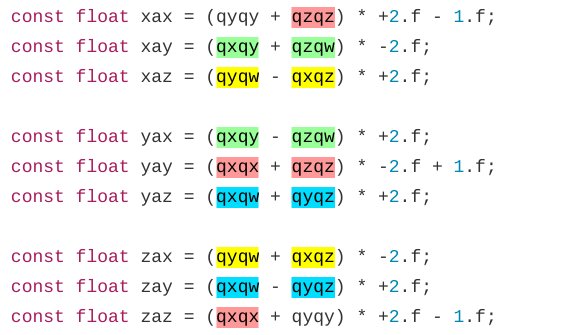 const float xax = (qyqy + qzqz) * +2.f - 1.f;
const float xay = (qxqy + qzqw) * -2.f;
const float xaz = (qyqw - qxqz) * +2.f;
const float yax = (qxqy - qzqw) * +2.f;
const float yay = (qxqx + qzqz) * -2.f + 1.f;
const float yaz = (qxqw + qyqz) * +2.f;
const float zax = (qyqw + qxqz) * -2.f;
const float zay = (qxqw - qyqz) * +2.f;
const float zaz = (qxqx + qyqy) * +2.f - 1.f;